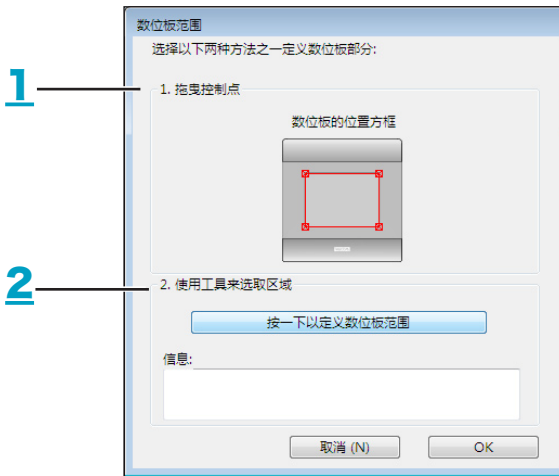 数位板范围
选择以下两种方法之一定义数位板部分:
1
1. 拖曳控制点
数位板的位置方框
2
2. 使用工具来选取区域
按一下以定义数位板范围
信息:
取消 (N)
OK